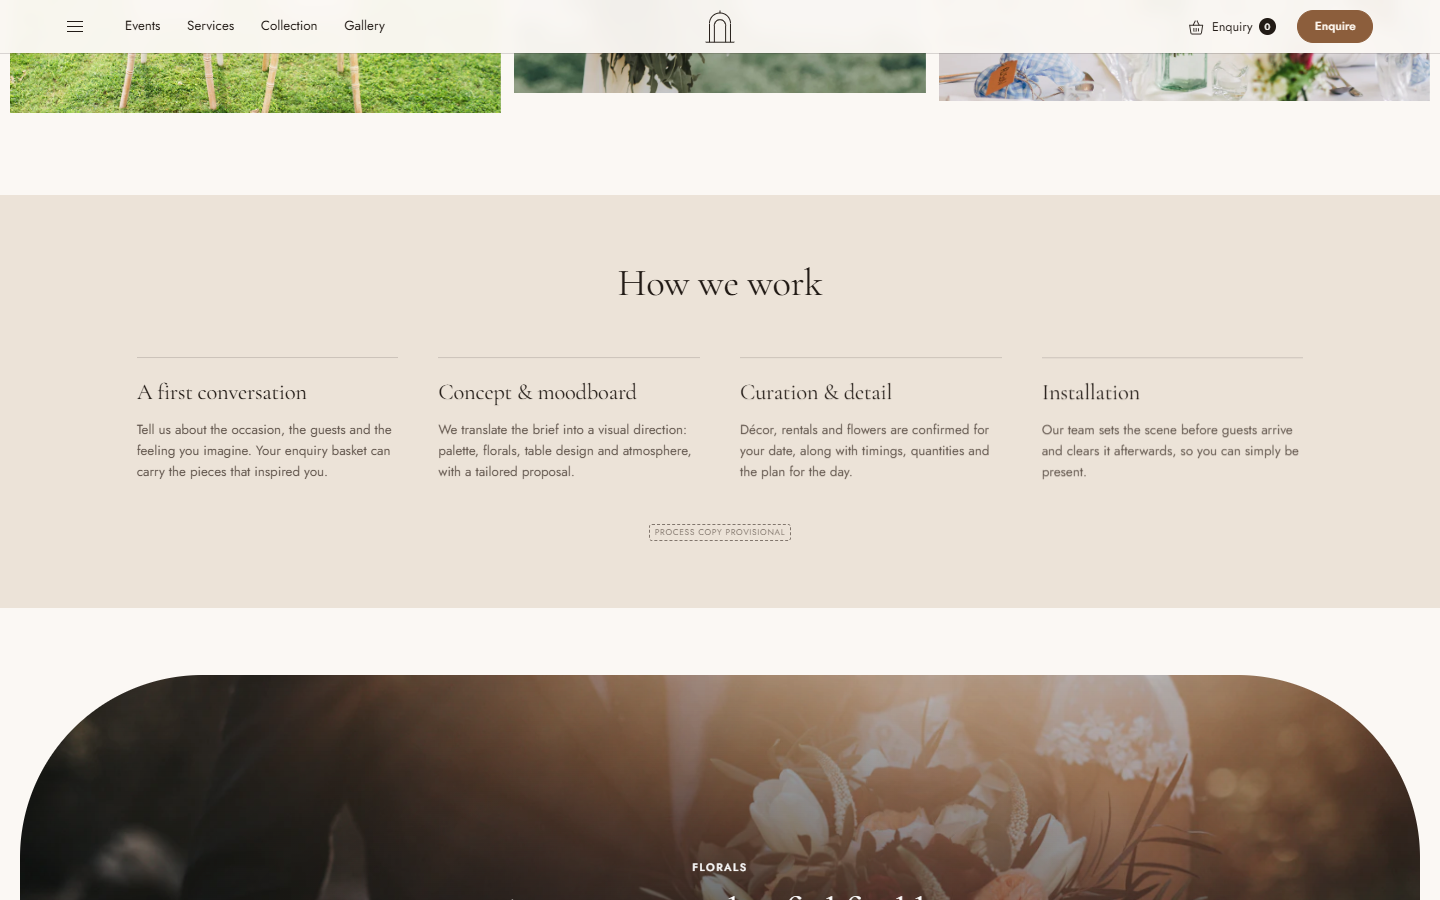 Events
Services
Collection
Gallery
Enquiry
0
Enquire
How we work
A first conversation
Tell us about the occasion, the guests and the
feeling you imagine. Your enquiry basket can
carry the pieces that inspired you.
Concept & moodboard
We translate the brief into a visual direction:
palette, florals, table design and atmosphere,
with a tailored proposal.
Curation & detail
Décor, rentals and flowers are confirmed for
your date, along with timings, quantities and
the plan for the day.
Installation
Our team sets the scene before guests arrive
and clears it afterwards, so you can simply be
present.
PROCESS COPY PROVISIONAL
FLORALS